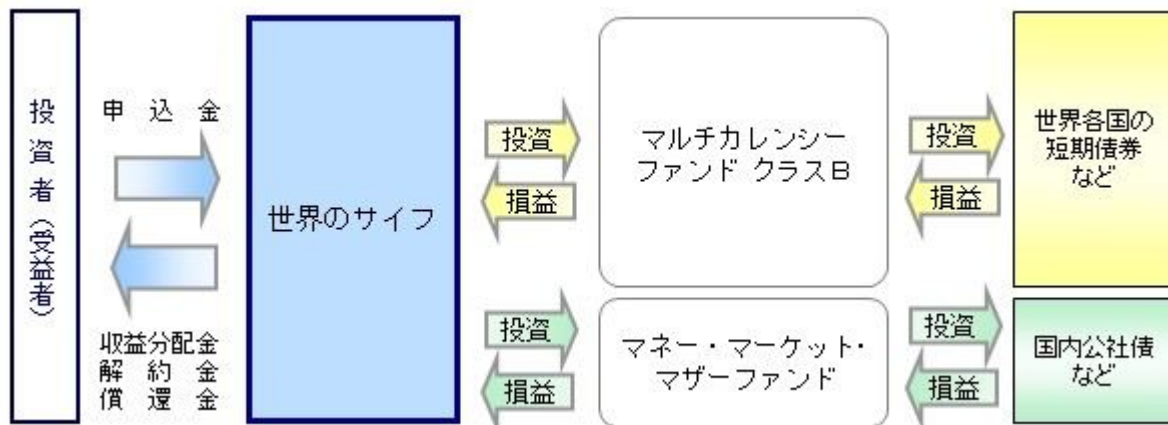 投資者（受益者）
申込金
収益分配金
解約金
償還金
世界のサイフ
投資
損益
マルチカレンシー
ファンド クラスB
投資
損益
世界各国の
短期債券
など
投資
損益
マネー・マーケット・
マザーファンド
投資
損益
国内公社債
など